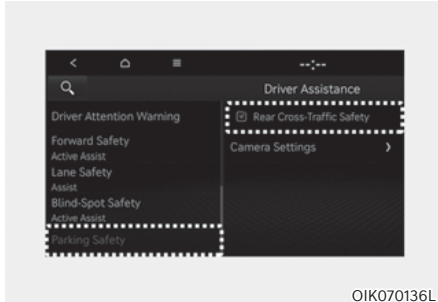 --:--
Driver Assistance
Driver Attention Warning
Forward Safety
Active Assist
Lane Safety
Assist
Blind-Spot Safety
Active Assist
Parking Safety
Rear Cross-Traffic Safety
Camera Settings
OIK070136L